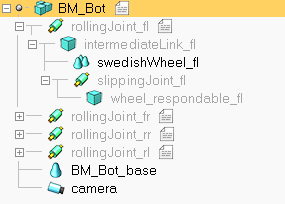 BM_Bot
rollingJoint_fl
intermediateLink_fl
swedishWheel_fl
slippingJoint_fl
wheel_respondable_fl
rollingJoint_fr
rollingJoint_rr
rollingJoint_rl
BM_Bot_base
camera